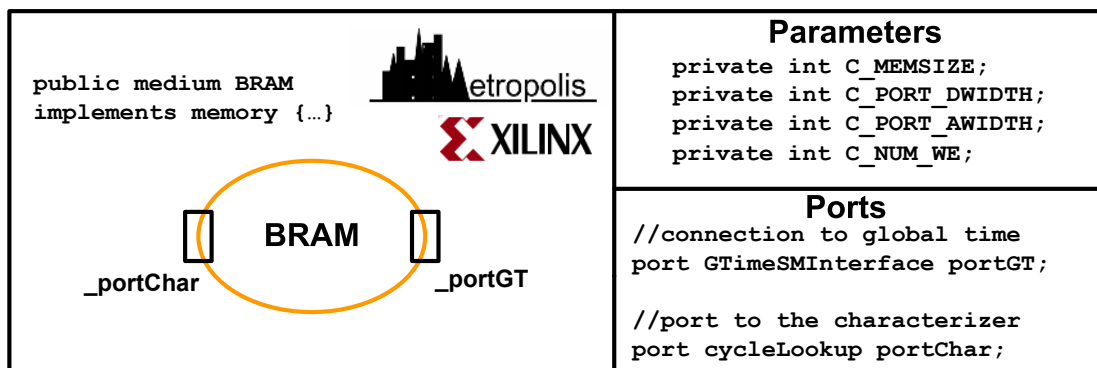 public medium BRAM
implements memory {…}
etropolis
XILINX
BRAM
_portChar
_portGT
Parameters
private int C_MEMSIZE;
private int C_PORT_DWIDTH;
private int C_PORT_AWIDTH;
private int C_NUM_WE;
Ports
//connection to global time
port GTimeSMInterface portGT;
//port to the characterizer
port cycleLookup portChar;